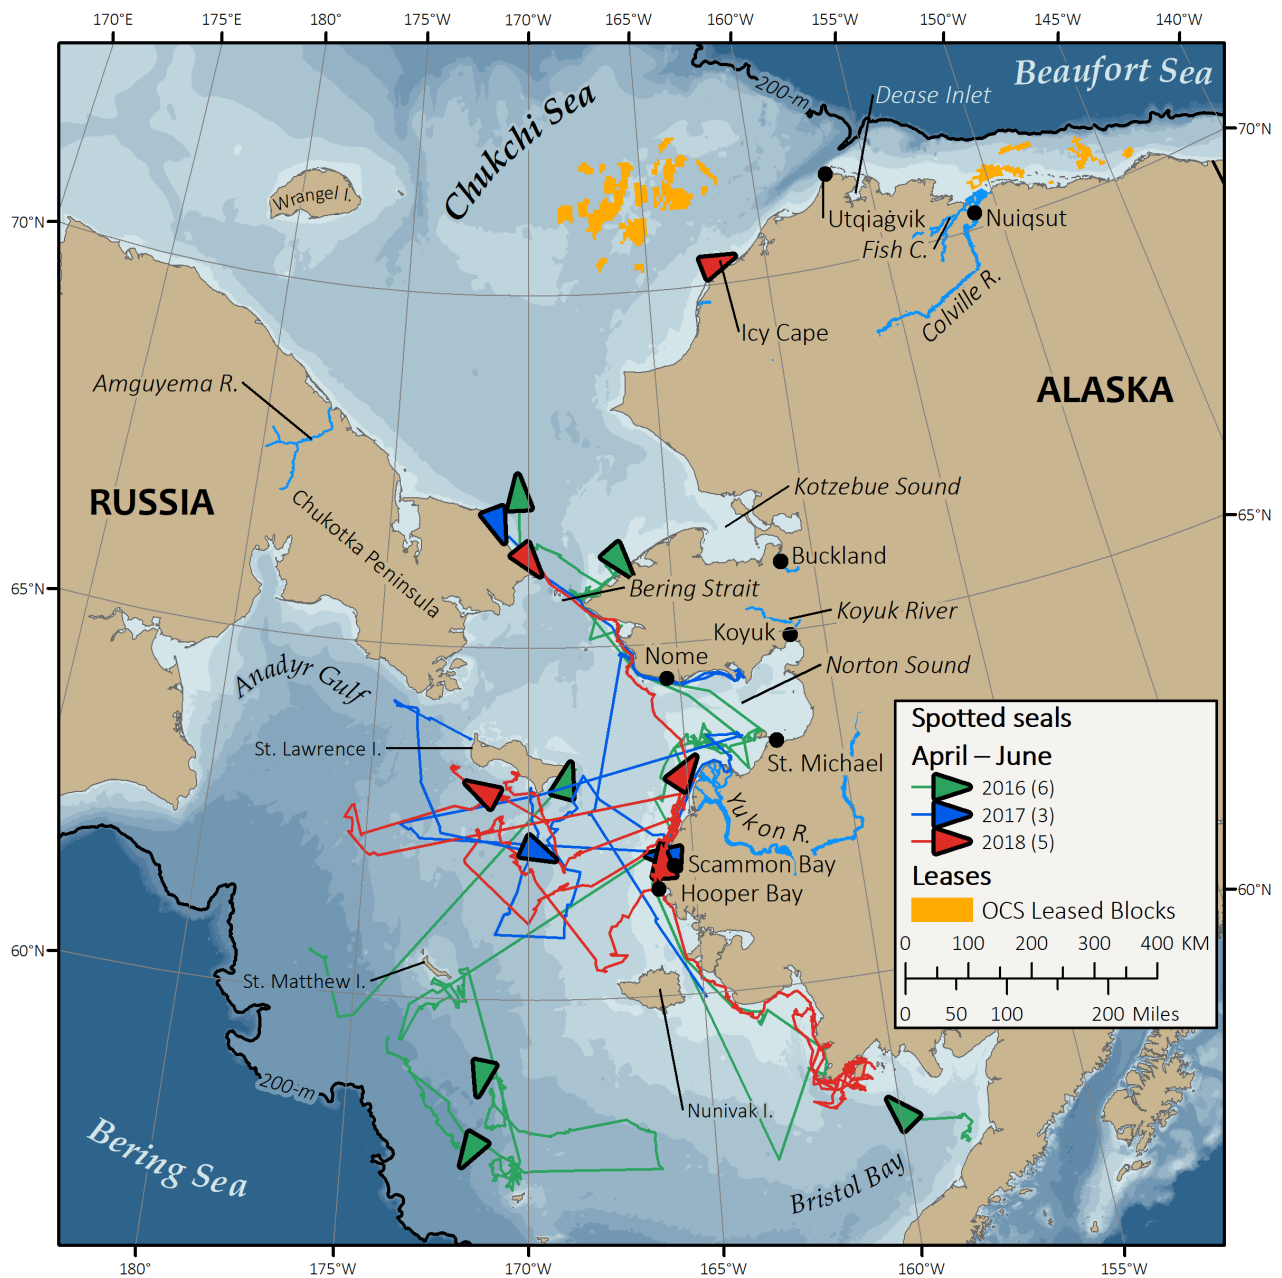 170°E 175°E 180° 175°W 170°W 165°W 160°W 155°W 150°W 145°W 140°W
Beaufort Sea
200-m
Dease Inlet
Chukchi Sea
70°N
Wrangel I.
Utqiaġvik
Nuiqsut
70°N
Fish C.
Icy Cape
Colville R.
Amguyema R.
ALASKA
RUSSIA
Kotzebue Sound
65°N
Chukotka Peninsula
Buckland
65°N
Bering Strait
Koyuk River
Koyuk
Nome
Norton Sound
Anadyr Gulf
St. Lawrence I.
St. Michael
Yukon R.
Scammon Bay
Hooper Bay
60°N
60°N
St. Matthew I.
200-m
Nunivak I.
Bering Sea
Bristol Bay
Spotted seals
April – June
2016 (6)
2017 (3)
2018 (5)
Leases
OCS Leased Blocks
0 100 200 300 400 KM
0 50 100 200 Miles
180° 175°W 170°W 165°W 160°W 155°W